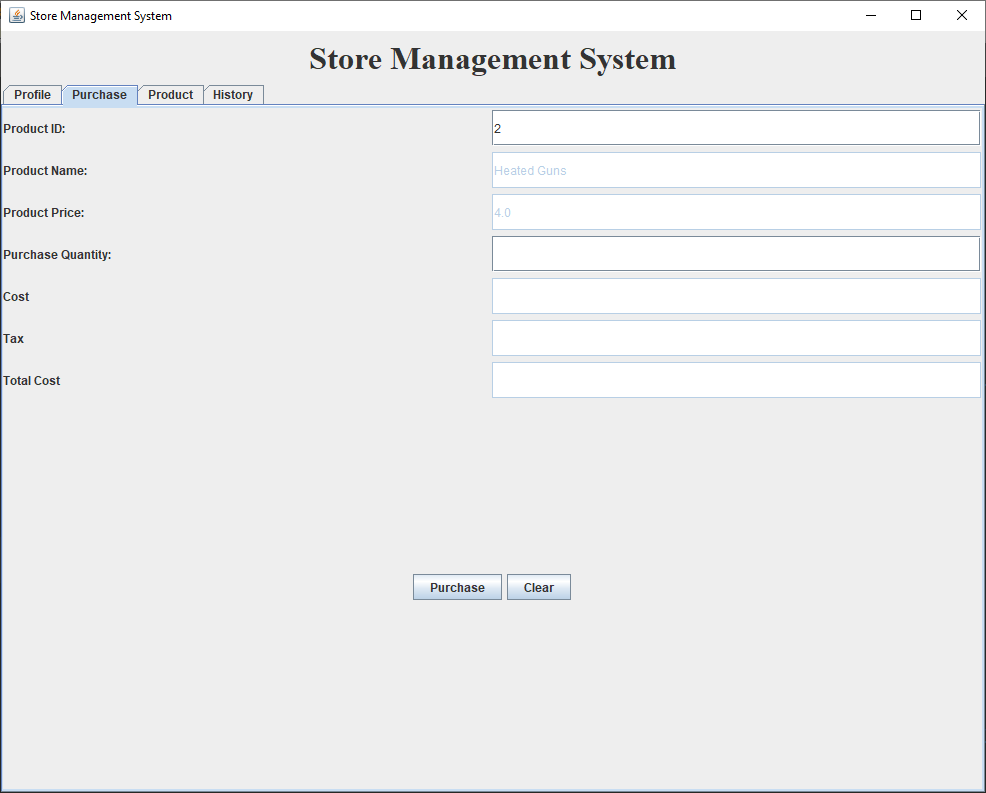 Store Management System
Store Management System
Profile Purchase Product History
Product ID: 2
Product Name: Heated Guns
Product Price: 4.0
Purchase Quantity:
Cost
Tax
Total Cost
Purchase Clear